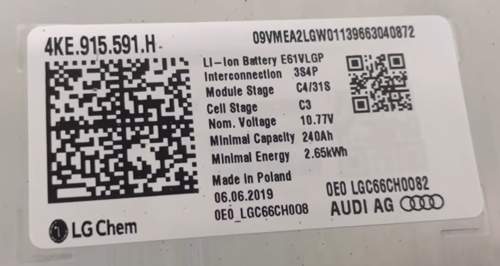 4KE.915.591.H
09VMEA2LGW01139663040872
LI-Ion Battery E61VLGP
Interconnection 3S4P
Module Stage C4/31S
Cell Stage C3
Nom. Voltage 10.77V
Minimal Capacity 240Ah
Minimal Energy 2.65kWh
Made in Poland
06.06.2019
0E0_LGC66CH008
0E0 LGC66CH0082
AUDI AG
LG Chem